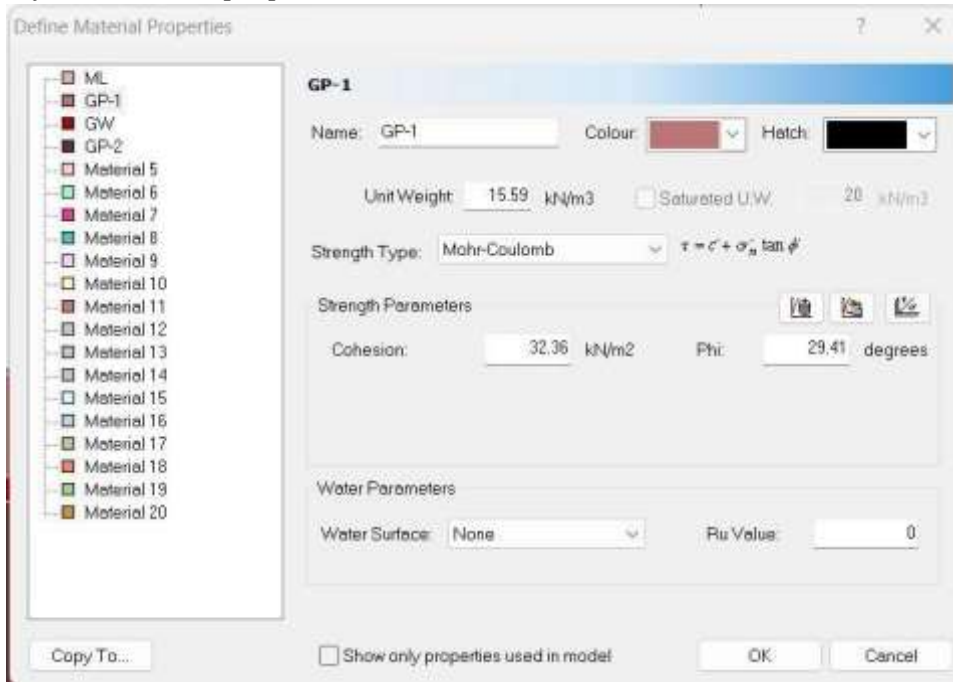 Define Material Properties
?
ML
GP-1
GW
GP-2
Material 5
Material 6
Material 7
Material 8
Material 9
Material 10
Material 11
Material 12
Material 13
Material 14
Material 15
Material 16
Material 17
Material 18
Material 19
Material 20
GP-1
Name: GP-1 Colour: Hatch:
Unit Weight: 15.59 kN/m3 Saturated U.W. 20 kN/m3
Strength Type: Mohr-Coulomb τ = c' + σ'n tan ϕ'
Strength Parameters
Cohesion: 32.36 kN/m2 Phi: 29.41 degrees
Water Parameters
Water Surface: None Ru Value: 0
Copy To... Show only properties used in model OK Cancel